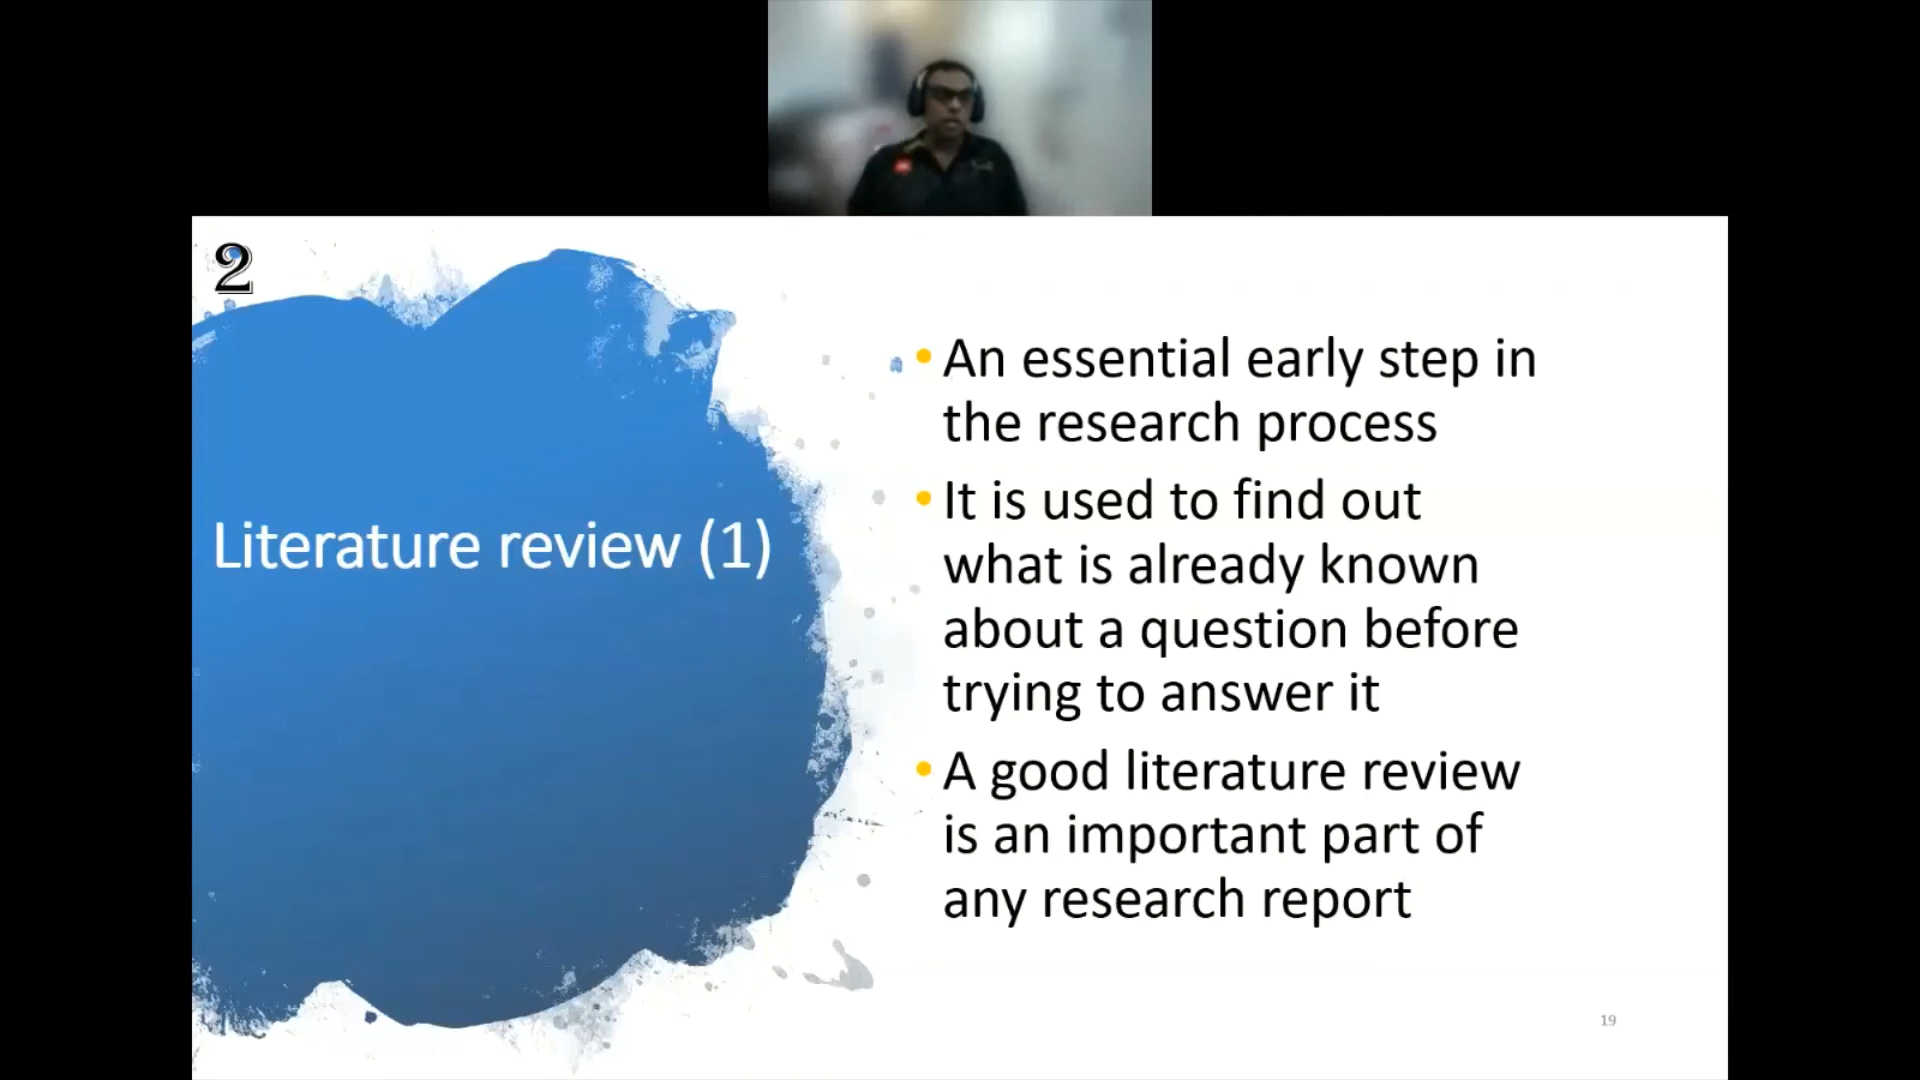 2
Literature review (1)
• An essential early step in
the research process
• It is used to find out
what is already known
about a question before
trying to answer it
• A good literature review
is an important part of
any research report
19